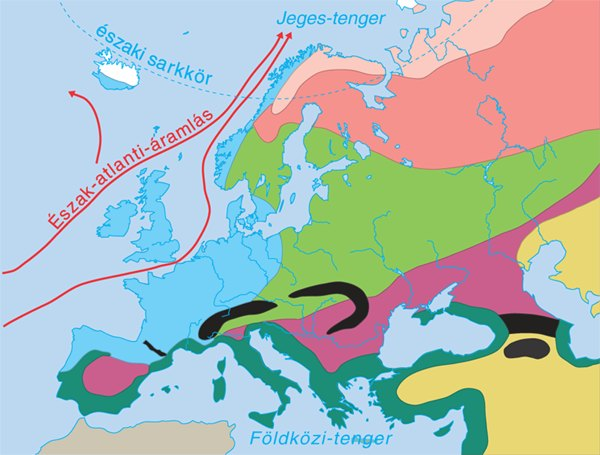 Jeges-tenger
északi sarkkör
Észak-atlanti-áramlás
Földközi-tenger